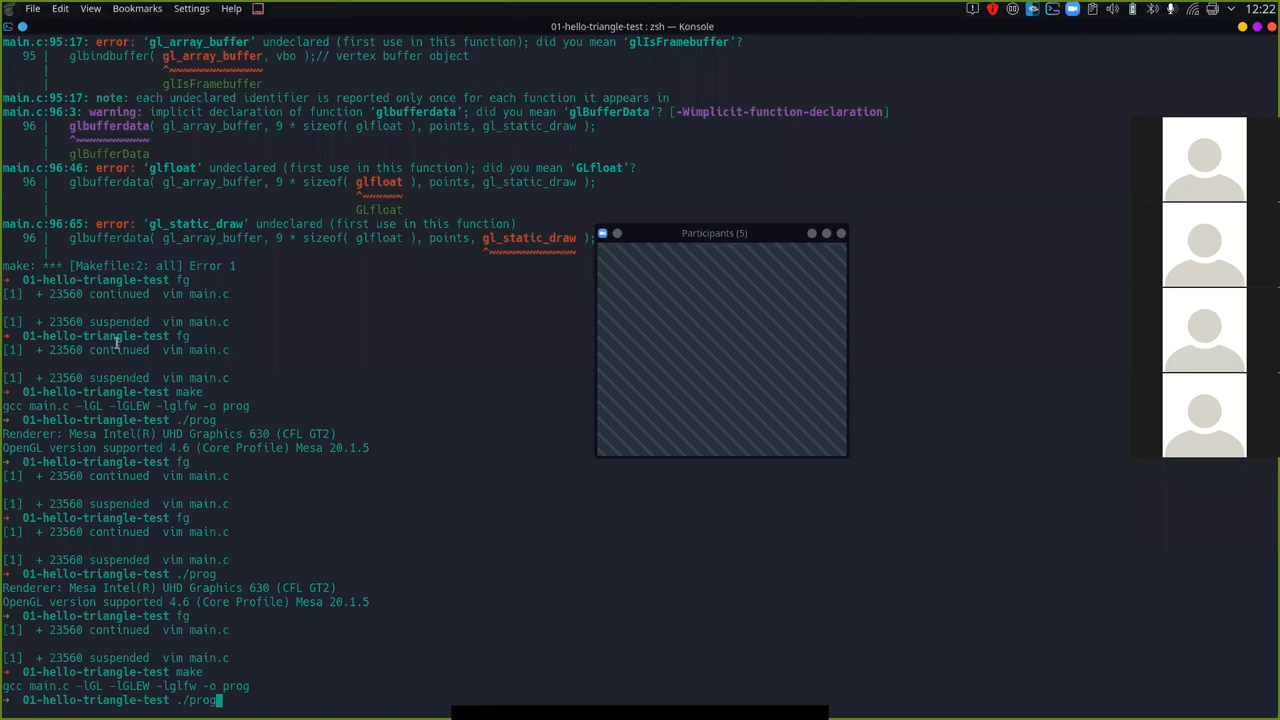 File Edit View Bookmarks Settings Help 12:22
01-hello-triangle-test : zsh — Konsole
main.c:95:17: error: ‘gl_array_buffer’ undeclared (first use in this function); did you mean ‘glIsFramebuffer’?
95 | glbindbuffer( gl_array_buffer, vbo );// vertex buffer object
| ^~~~~~~~~~~~~~~
| glIsFramebuffer
main.c:95:17: note: each undeclared identifier is reported only once for each function it appears in
main.c:96:3: warning: implicit declaration of function ‘glbufferdata’; did you mean ‘glBufferData’? [-Wimplicit-function-declaration]
96 | glbufferdata( gl_array_buffer, 9 * sizeof( glfloat ), points, gl_static_draw );
| ^~~~~~~~~~~~
| glBufferData
main.c:96:46: error: ‘glfloat’ undeclared (first use in this function); did you mean ‘GLfloat’?
96 | glbufferdata( gl_array_buffer, 9 * sizeof( glfloat ), points, gl_static_draw );
| ^~~~~~~
| GLfloat
main.c:96:65: error: ‘gl_static_draw’ undeclared (first use in this function)
96 | glbufferdata( gl_array_buffer, 9 * sizeof( glfloat ), points, gl_static_draw );
| ^~~~~~~~~~~~~~
make: *** [Makefile:2: all] Error 1
➜ 01-hello-triangle-test fg
[1] + 23560 continued vim main.c
[1] + 23560 suspended vim main.c
➜ 01-hello-triangle-test fg
[1] + 23560 continued vim main.c
[1] + 23560 suspended vim main.c
➜ 01-hello-triangle-test make
gcc main.c -lGL -lGLEW -lglfw -o prog
➜ 01-hello-triangle-test ./prog
Renderer: Mesa Intel(R) UHD Graphics 630 (CFL GT2)
OpenGL version supported 4.6 (Core Profile) Mesa 20.1.5
➜ 01-hello-triangle-test fg
[1] + 23560 continued vim main.c
[1] + 23560 suspended vim main.c
➜ 01-hello-triangle-test fg
[1] + 23560 continued vim main.c
[1] + 23560 suspended vim main.c
➜ 01-hello-triangle-test ./prog
Renderer: Mesa Intel(R) UHD Graphics 630 (CFL GT2)
OpenGL version supported 4.6 (Core Profile) Mesa 20.1.5
➜ 01-hello-triangle-test fg
[1] + 23560 continued vim main.c
[1] + 23560 suspended vim main.c
➜ 01-hello-triangle-test make
gcc main.c -lGL -lGLEW -lglfw -o prog
➜ 01-hello-triangle-test ./prog
Participants (5)